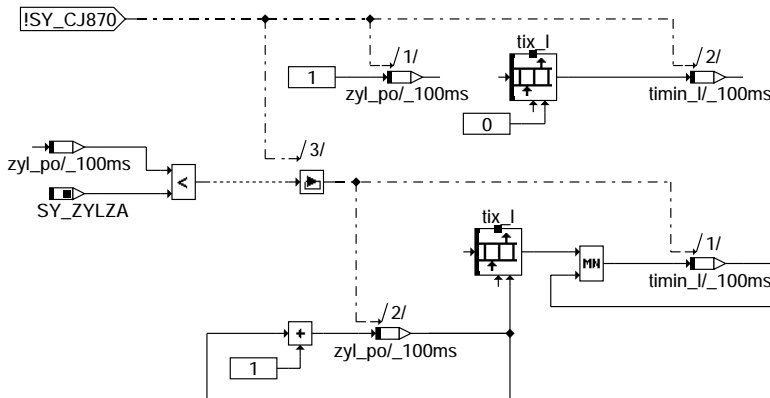 !SY_CJ870
/1/
tix_l
/2/
1
zyl_po/_100ms
timin_l/_100ms
0
/3/
zyl_po/_100ms
<
SY_ZYLZA
tix_l
/1/
MN
timin_l/_100ms
/2/
+
zyl_po/_100ms
1